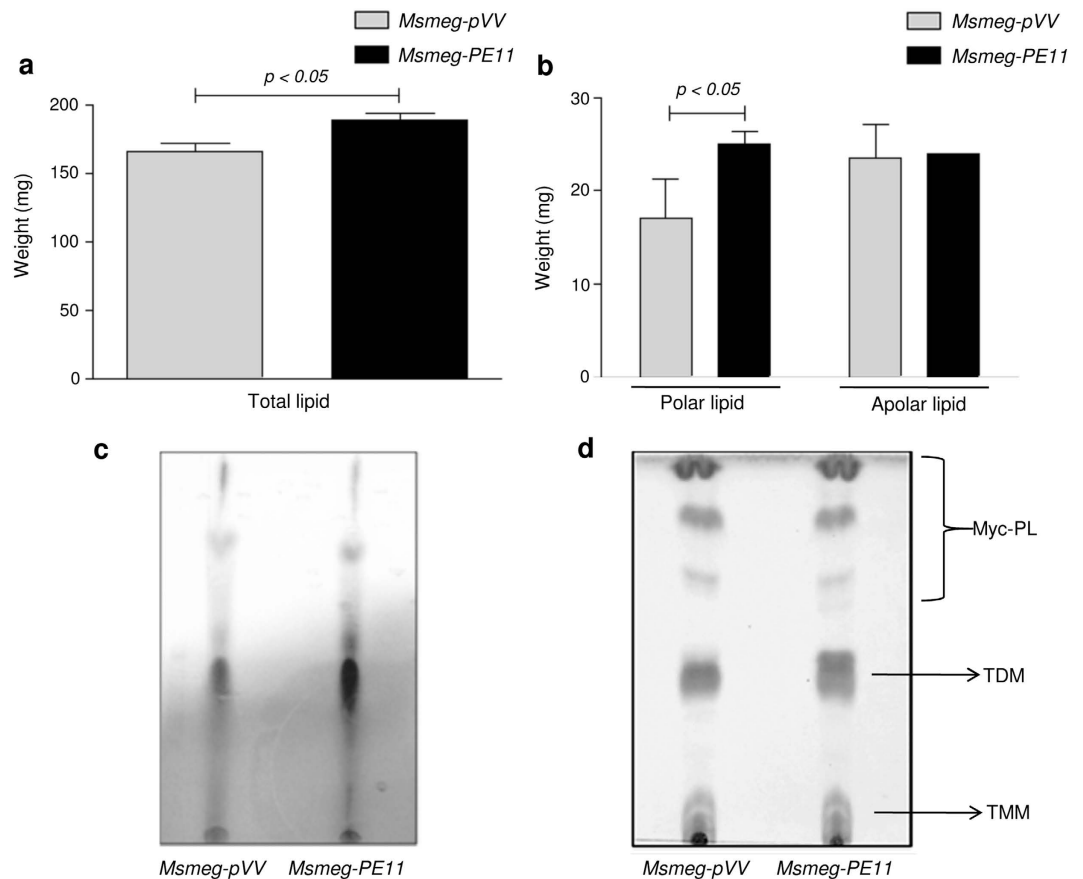 Msmeg-pVV
Msmeg-PE11
a
p < 0.05
200
150
100
50
0
Weight (mg)
Total lipid
Msmeg-pVV
Msmeg-PE11
b
p < 0.05
30
20
10
0
Weight (mg)
Polar lipid
Apolar lipid
c
Msmeg-pVV
Msmeg-PE11
d
Myc-PL
TDM
TMM
Msmeg-pVV
Msmeg-PE11